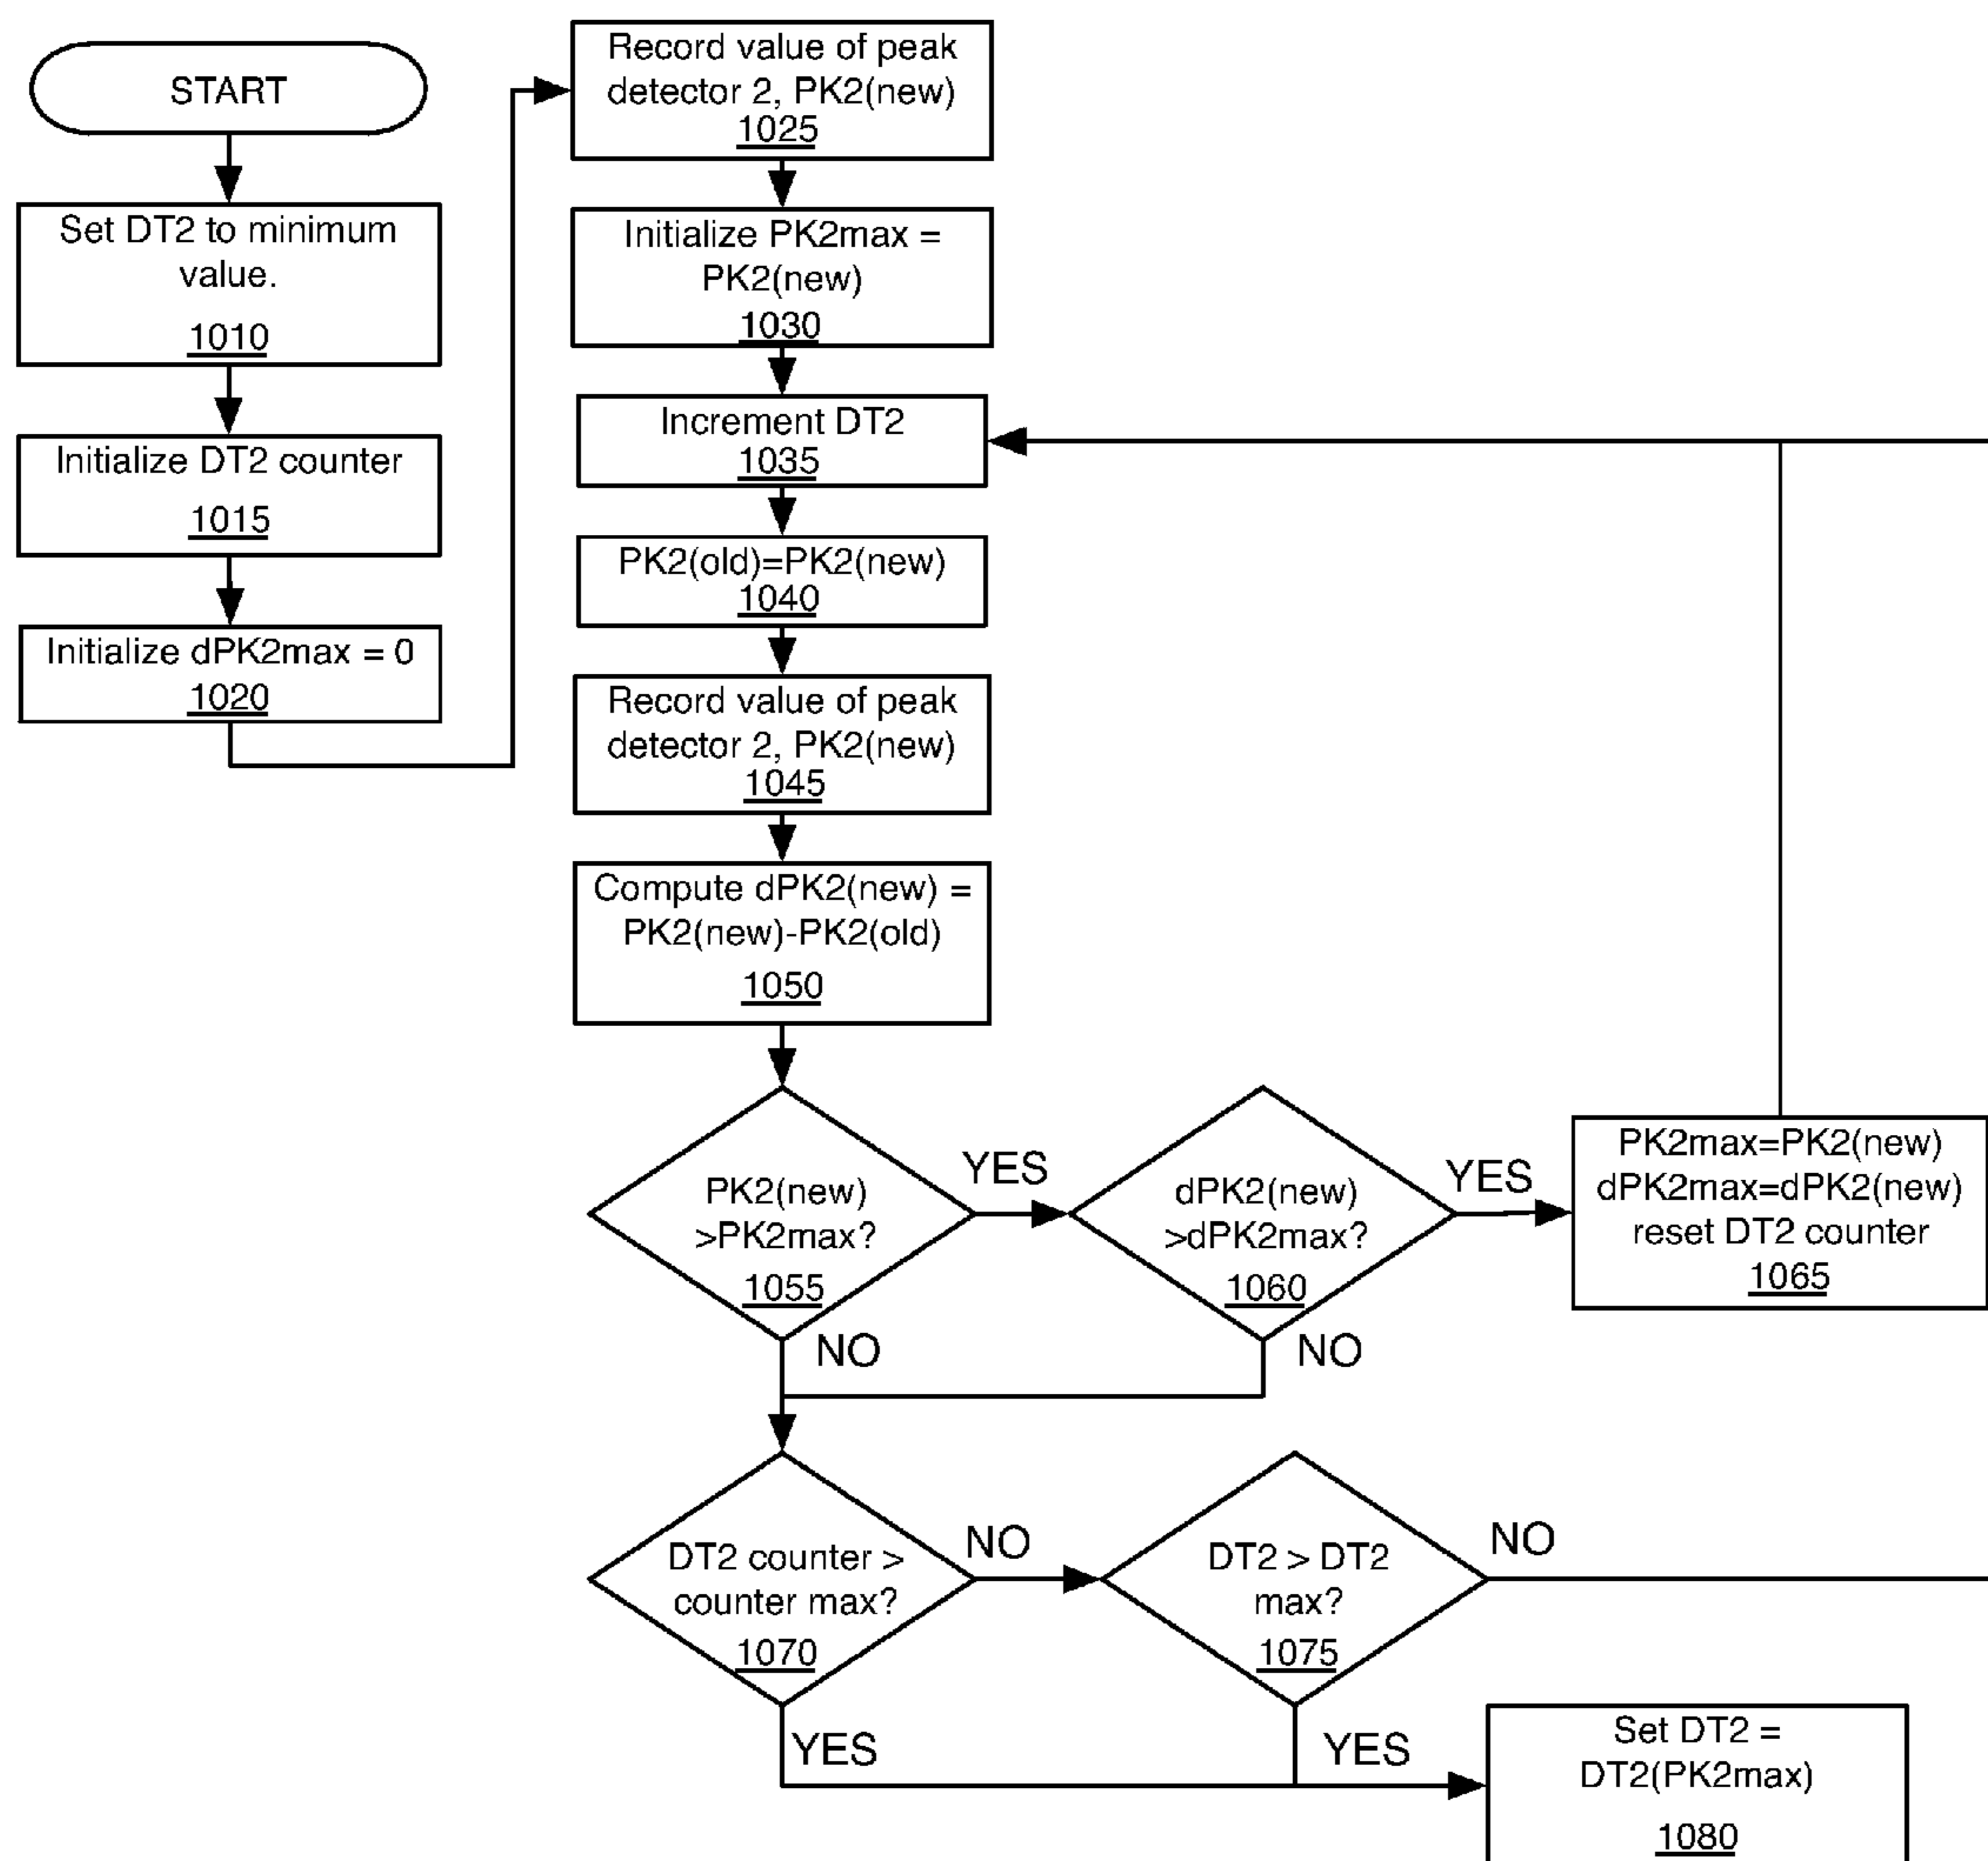 START
Set DT2 to minimum
value.
1010
Initialize DT2 counter
1015
Initialize dPK2max = 0
1020
Record value of peak
detector 2, PK2(new)
1025
Initialize PK2max =
PK2(new)
1030
Increment DT2
1035
PK2(old)=PK2(new)
1040
Record value of peak
detector 2, PK2(new)
1045
Compute dPK2(new) =
PK2(new)-PK2(old)
1050
PK2(new)
>PK2max?
1055
YES
NO
dPK2(new)
>dPK2max?
1060
YES
NO
PK2max=PK2(new)
dPK2max=dPK2(new)
reset DT2 counter
1065
DT2 counter >
counter max?
1070
NO
YES
DT2 > DT2
max?
1075
NO
YES
Set DT2 =
DT2(PK2max)
1080